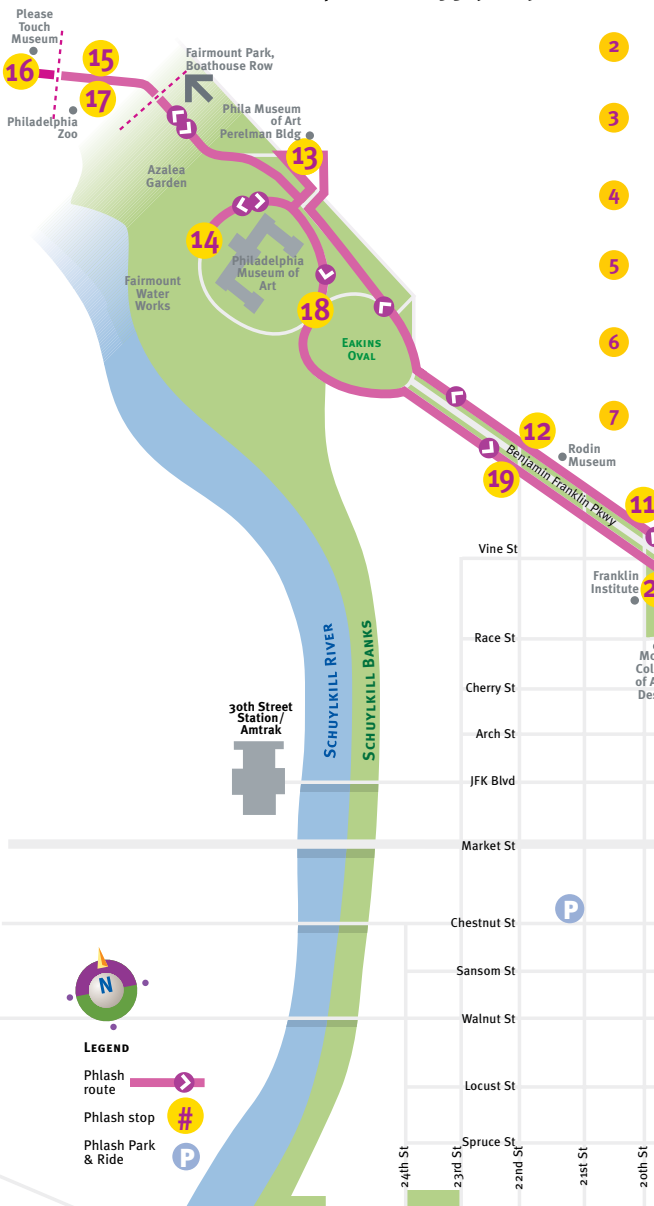 Please
Touch
Museum
16
15
17
Philadelphia
Zoo
Fairmount Park,
Boathouse Row
Phila Museum
of Art
Perelman Bldg
13
Azalea
Garden
14
Philadelphia
Museum of
Art
Fairmount
Water
Works
18
EAKINS
OVAL
2
3
4
5
6
7
12
Rodin
Museum
19
Benjamin Franklin Pkwy
11
Vine St
Franklin
Institute
2
Race St
Cherry St
Arch St
JFK Blvd
Market St
Chestnut St
Sansom St
Walnut St
Locust St
Spruce St
SCHUYLKILL RIVER
SCHUYLKILL BANKS
30th Street
Station/
Amtrak
P
N
LEGEND
Phlash
route
Phlash stop
#
Phlash Park
& Ride
P
24th St
23rd St
22nd St
21st St
20th St